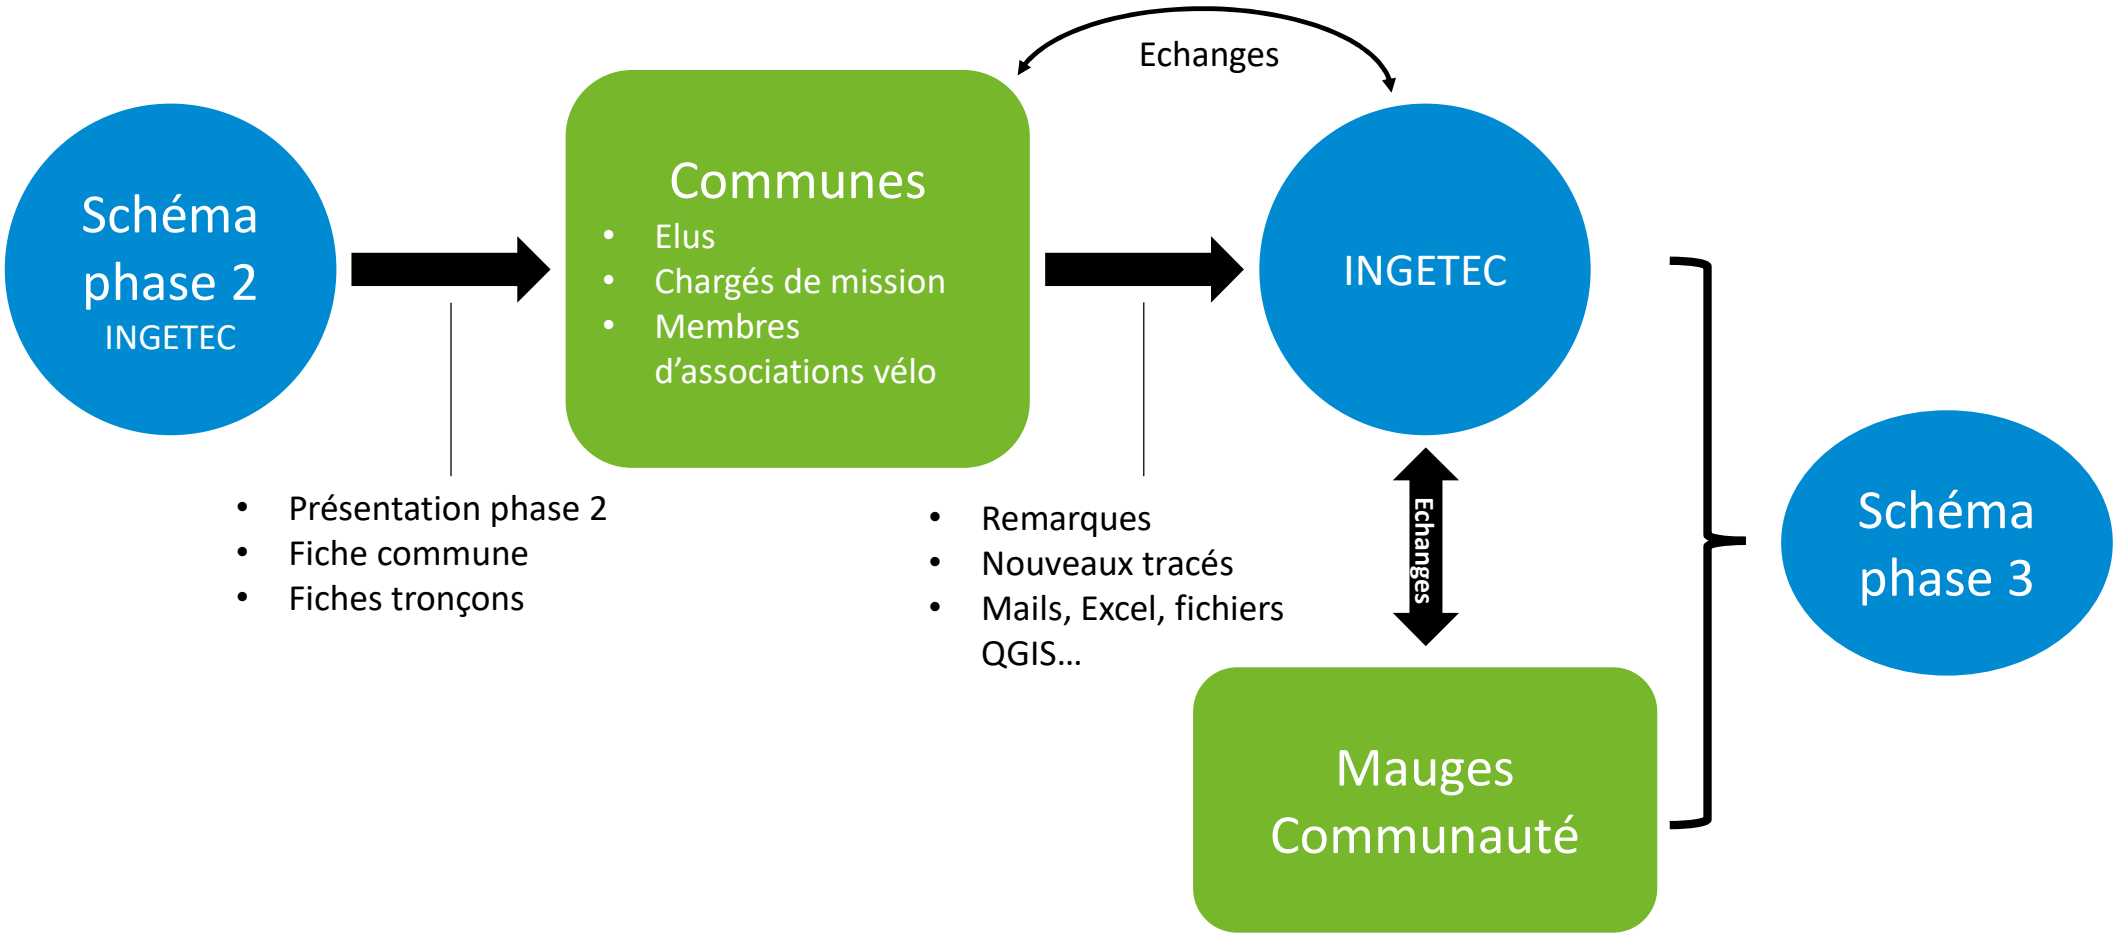 Echanges
Schéma
phase 2
INGETEC
Communes
• Elus
• Chargés de mission
• Membres
d’associations vélo
INGETEC
• Présentation phase 2
• Fiche commune
• Fiches tronçons
• Remarques
• Nouveaux tracés
• Mails, Excel, fichiers
QGIS…
Echanges
Mauges
Communauté
Schéma
phase 3